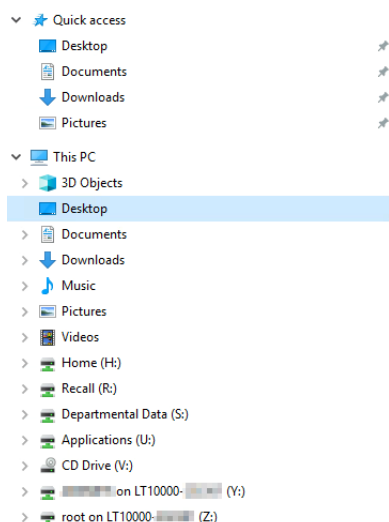 Quick access
Desktop
Documents
Downloads
Pictures
This PC
3D Objects
Desktop
Documents
Downloads
Music
Pictures
Videos
Home (H:)
Recall (R:)
Departmental Data (S:)
Applications (U:)
CD Drive (V:)
on LT10000- (Y:)
root on LT10000- (Z:)